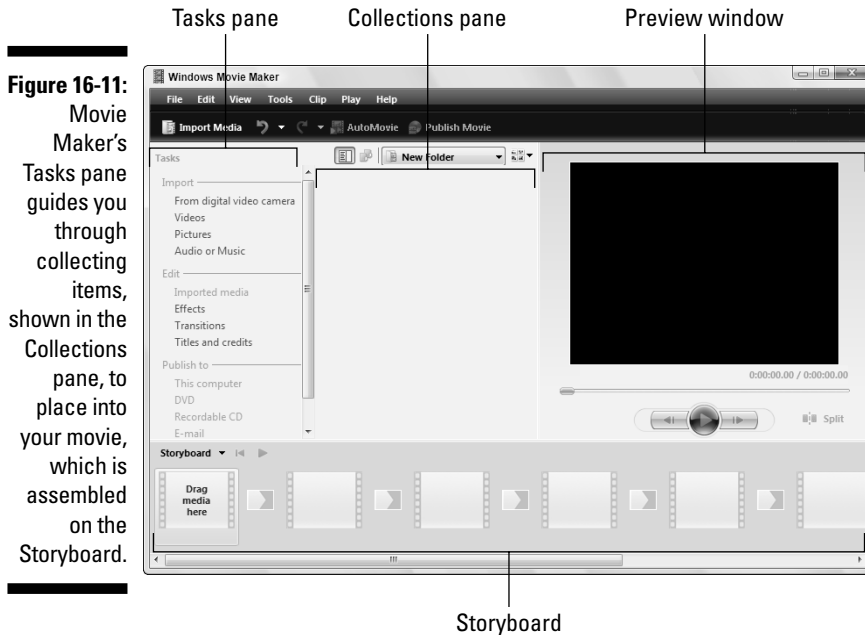 Tasks pane
Collections pane
Preview window
Figure 16-11:
Movie
Maker's
Tasks pane
guides you
through
collecting
items,
shown in the
Collections
pane, to
place into
your movie,
which is
assembled
on the
Storyboard.
Windows Movie Maker
File Edit View Tools Clip Play Help
Import Media AutoMovie Publish Movie
Tasks
New Folder
Import
From digital video camera
Videos
Pictures
Audio or Music
Edit
Imported media
Effects
Transitions
Titles and credits
Publish to
This computer
DVD
Recordable CD
E-mail
0:00:00.00 / 0:00:00.00
Split
Storyboard
Drag
media
here
Storyboard